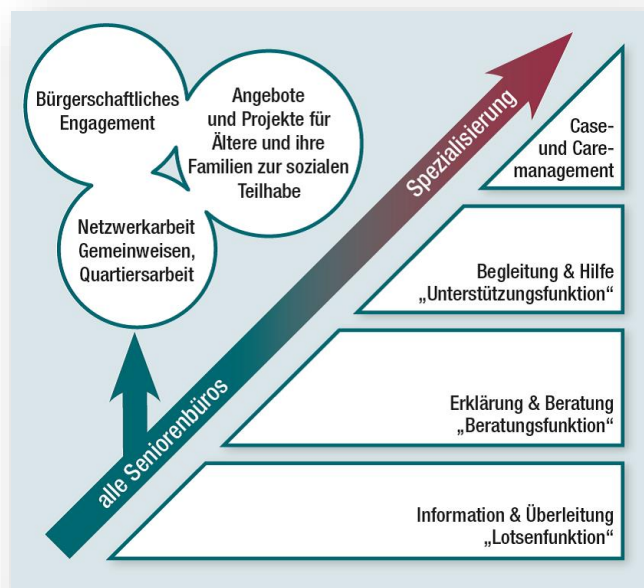 Bürgerschaftliches
Engagement
Angebote
und Projekte für
Ältere und ihre
Familien zur sozialen
Teilhabe
Netzwerkarbeit
Gemeinweisen,
Quartiersarbeit
alle Seniorenbüros
Spezialisierung
Case-
und Care-
management
Begleitung & Hilfe
„Unterstützungsfunktion“
Erklärung & Beratung
„Beratungsfunktion“
Information & Überleitung
„Lotsenfunktion“